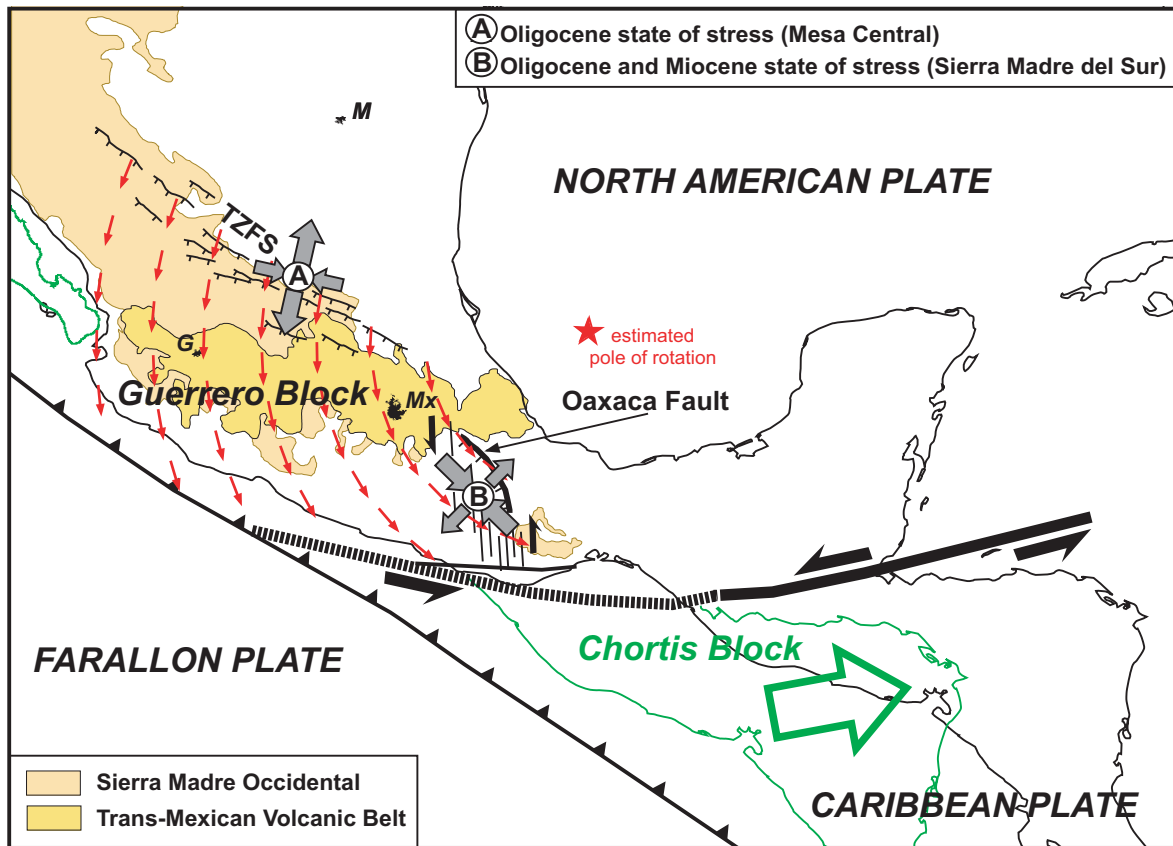 A Oligocene state of stress (Mesa Central)
B Oligocene and Miocene state of stress (Sierra Madre del Sur)
M
NORTH AMERICAN PLATE
TZFS
A
estimated
pole of rotation
G
Guerrero Block
Mx
Oaxaca Fault
B
Chortis Block
FARALLON PLATE
CARIBBEAN PLATE
Sierra Madre Occidental
Trans-Mexican Volcanic Belt